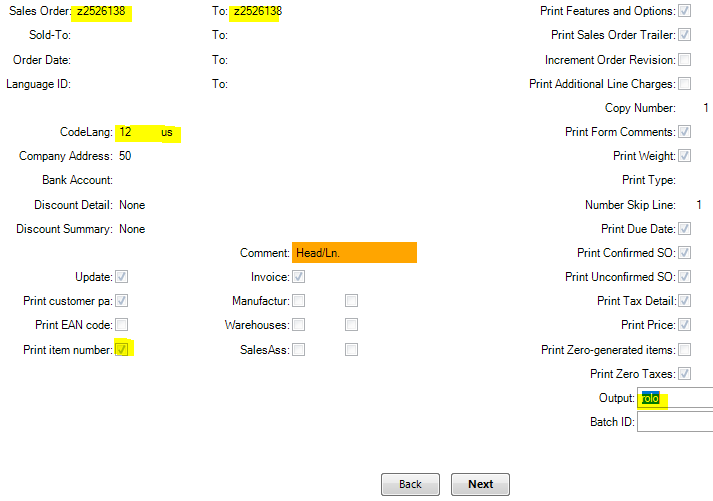 Sales Order: z2526138 To: z2526138 Print Features and Options:
Sold-To: To: Print Sales Order Trailer:
Order Date: To: Increment Order Revision:
Language ID: To: Print Additional Line Charges:
Copy Number: 1
CodeLang: 12 us Print Form Comments:
Company Address: 50 Print Weight:
Bank Account: Print Type:
Discount Detail: None Number Skip Line: 1
Discount Summary: None Print Due Date:
Comment: Head/Ln. Print Confirmed SO:
Update: Invoice: Print Unconfirmed SO:
Print customer pa: Manufactur: Print Tax Detail:
Print EAN code: Warehouses: Print Price:
Print item number: SalesAss: Print Zero-generated items:
Print Zero Taxes:
Output: rolo
Batch ID:
Back Next